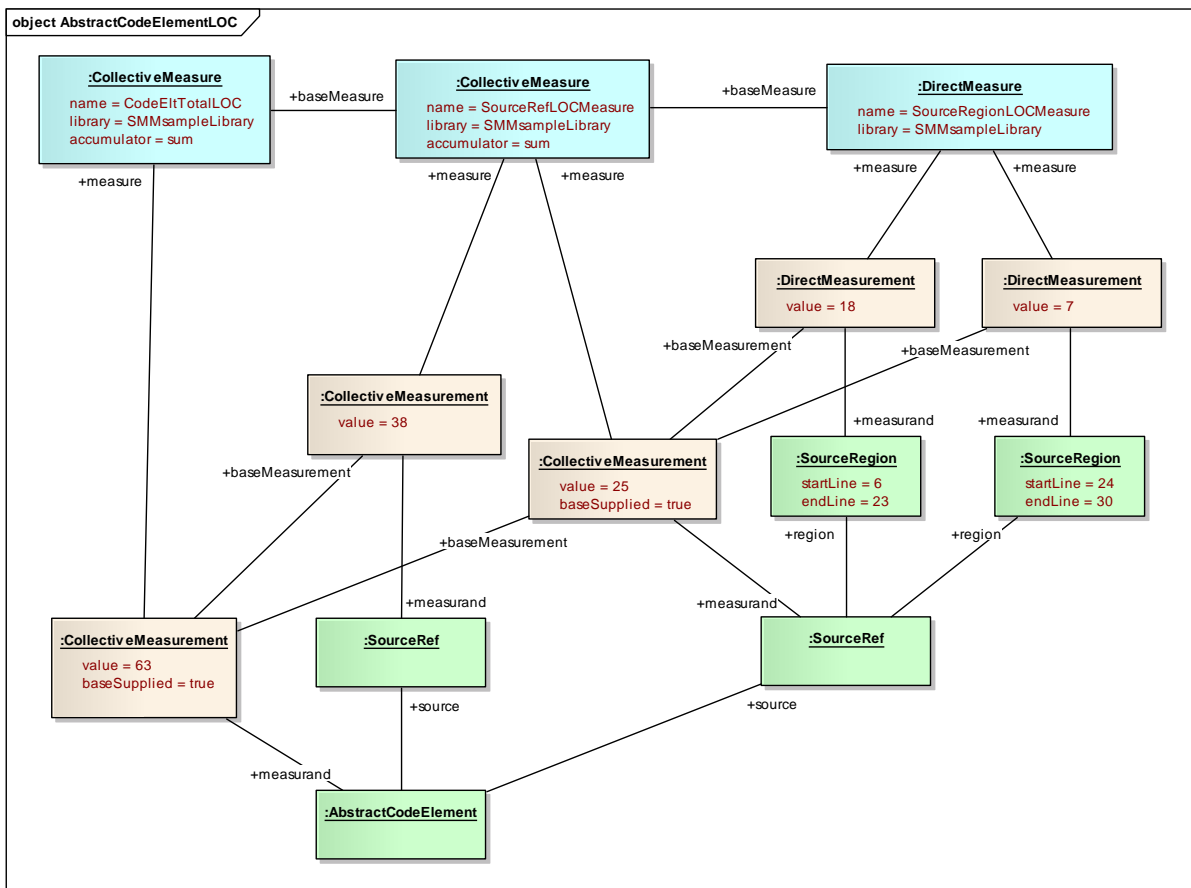 object AbstractCodeElementLOC
:CollectiveMeasure
name = CodeEltTotalLOC
library = SMMsampleLibrary
accumulator = sum
+baseMeasure
:CollectiveMeasure
name = SourceRefLOCMeasure
library = SMMsampleLibrary
accumulator = sum
+baseMeasure
:DirectMeasure
name = SourceRegionLOCMeasure
library = SMMsampleLibrary
+measure
+measure
+measure
+measure
+measure
:DirectMeasurement
value = 18
:DirectMeasurement
value = 7
+baseMeasurement
+baseMeasurement
:CollectiveMeasurement
value = 38
+measurand
+measurand
:CollectiveMeasurement
value = 25
baseSupplied = true
:SourceRegion
startLine = 6
endLine = 23
:SourceRegion
startLine = 24
endLine = 30
+baseMeasurement
+baseMeasurement
+region
+region
+measurand
+measurand
:CollectiveMeasurement
value = 63
baseSupplied = true
:SourceRef
:SourceRef
+source
+source
+measurand
:AbstractCodeElement